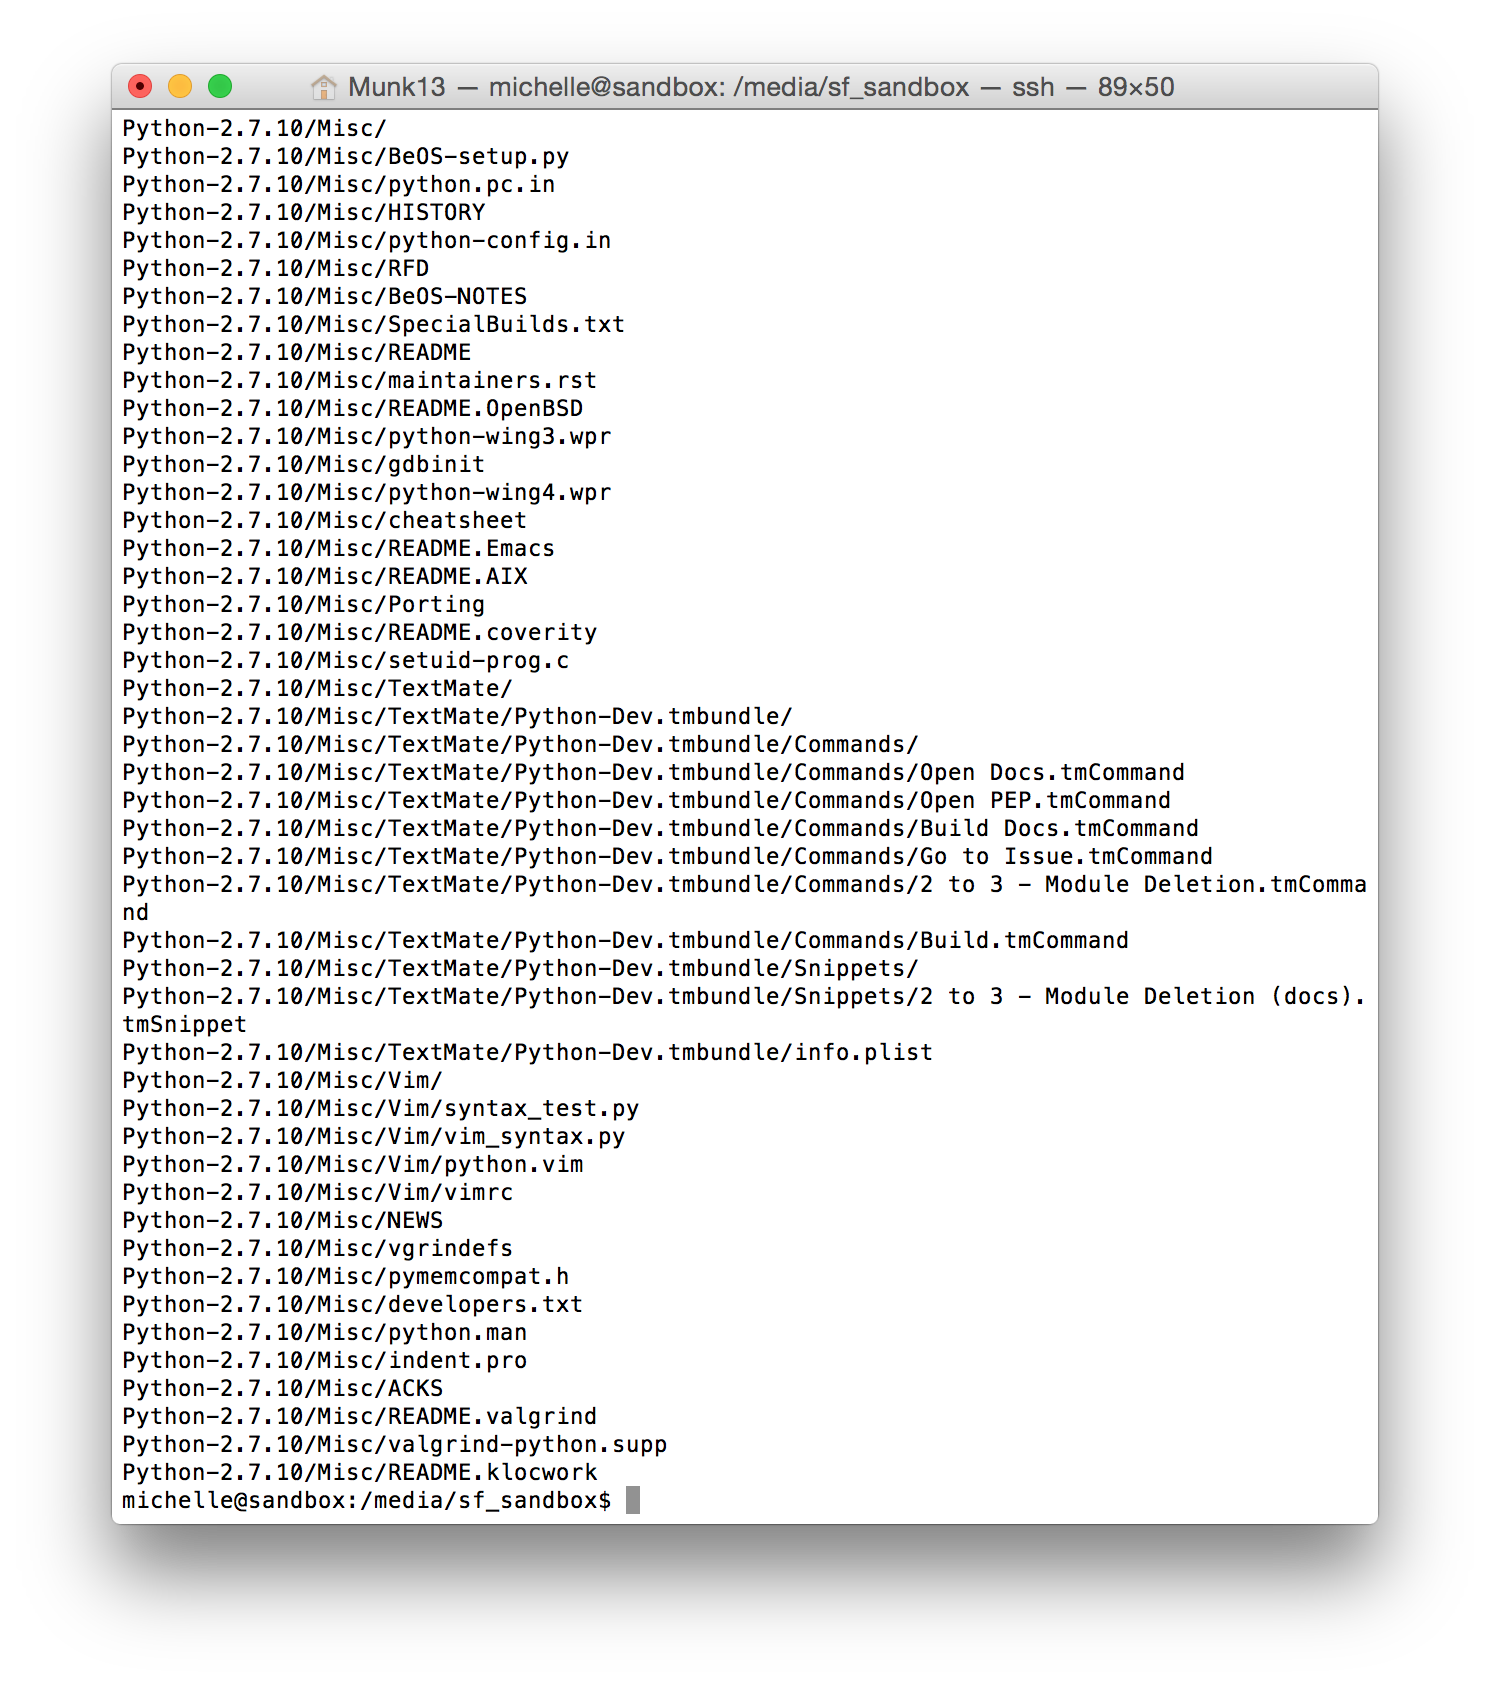 Munk13 — michelle@sandbox: /media/sf_sandbox — ssh — 89×50
Python-2.7.10/Misc/
Python-2.7.10/Misc/BeOS-setup.py
Python-2.7.10/Misc/python.pc.in
Python-2.7.10/Misc/HISTORY
Python-2.7.10/Misc/python-config.in
Python-2.7.10/Misc/RFD
Python-2.7.10/Misc/BeOS-NOTES
Python-2.7.10/Misc/SpecialBuilds.txt
Python-2.7.10/Misc/README
Python-2.7.10/Misc/maintainers.rst
Python-2.7.10/Misc/README.OpenBSD
Python-2.7.10/Misc/python-wing3.wpr
Python-2.7.10/Misc/gdbinit
Python-2.7.10/Misc/python-wing4.wpr
Python-2.7.10/Misc/cheatsheet
Python-2.7.10/Misc/README.Emacs
Python-2.7.10/Misc/README.AIX
Python-2.7.10/Misc/Porting
Python-2.7.10/Misc/README.coverity
Python-2.7.10/Misc/setuid-prog.c
Python-2.7.10/Misc/TextMate/
Python-2.7.10/Misc/TextMate/Python-Dev.tmbundle/
Python-2.7.10/Misc/TextMate/Python-Dev.tmbundle/Commands/
Python-2.7.10/Misc/TextMate/Python-Dev.tmbundle/Commands/Open Docs.tmCommand
Python-2.7.10/Misc/TextMate/Python-Dev.tmbundle/Commands/Open PEP.tmCommand
Python-2.7.10/Misc/TextMate/Python-Dev.tmbundle/Commands/Build Docs.tmCommand
Python-2.7.10/Misc/TextMate/Python-Dev.tmbundle/Commands/Go to Issue.tmCommand
Python-2.7.10/Misc/TextMate/Python-Dev.tmbundle/Commands/2 to 3 - Module Deletion.tmComma
nd
Python-2.7.10/Misc/TextMate/Python-Dev.tmbundle/Commands/Build.tmCommand
Python-2.7.10/Misc/TextMate/Python-Dev.tmbundle/Snippets/
Python-2.7.10/Misc/TextMate/Python-Dev.tmbundle/Snippets/2 to 3 - Module Deletion (docs).
tmSnippet
Python-2.7.10/Misc/TextMate/Python-Dev.tmbundle/info.plist
Python-2.7.10/Misc/Vim/
Python-2.7.10/Misc/Vim/syntax_test.py
Python-2.7.10/Misc/Vim/vim_syntax.py
Python-2.7.10/Misc/Vim/python.vim
Python-2.7.10/Misc/Vim/vimrc
Python-2.7.10/Misc/NEWS
Python-2.7.10/Misc/vgrindefs
Python-2.7.10/Misc/pymemcompat.h
Python-2.7.10/Misc/developers.txt
Python-2.7.10/Misc/python.man
Python-2.7.10/Misc/indent.pro
Python-2.7.10/Misc/ACKS
Python-2.7.10/Misc/README.valgrind
Python-2.7.10/Misc/valgrind-python.supp
Python-2.7.10/Misc/README.klocwork
michelle@sandbox:/media/sf_sandbox$